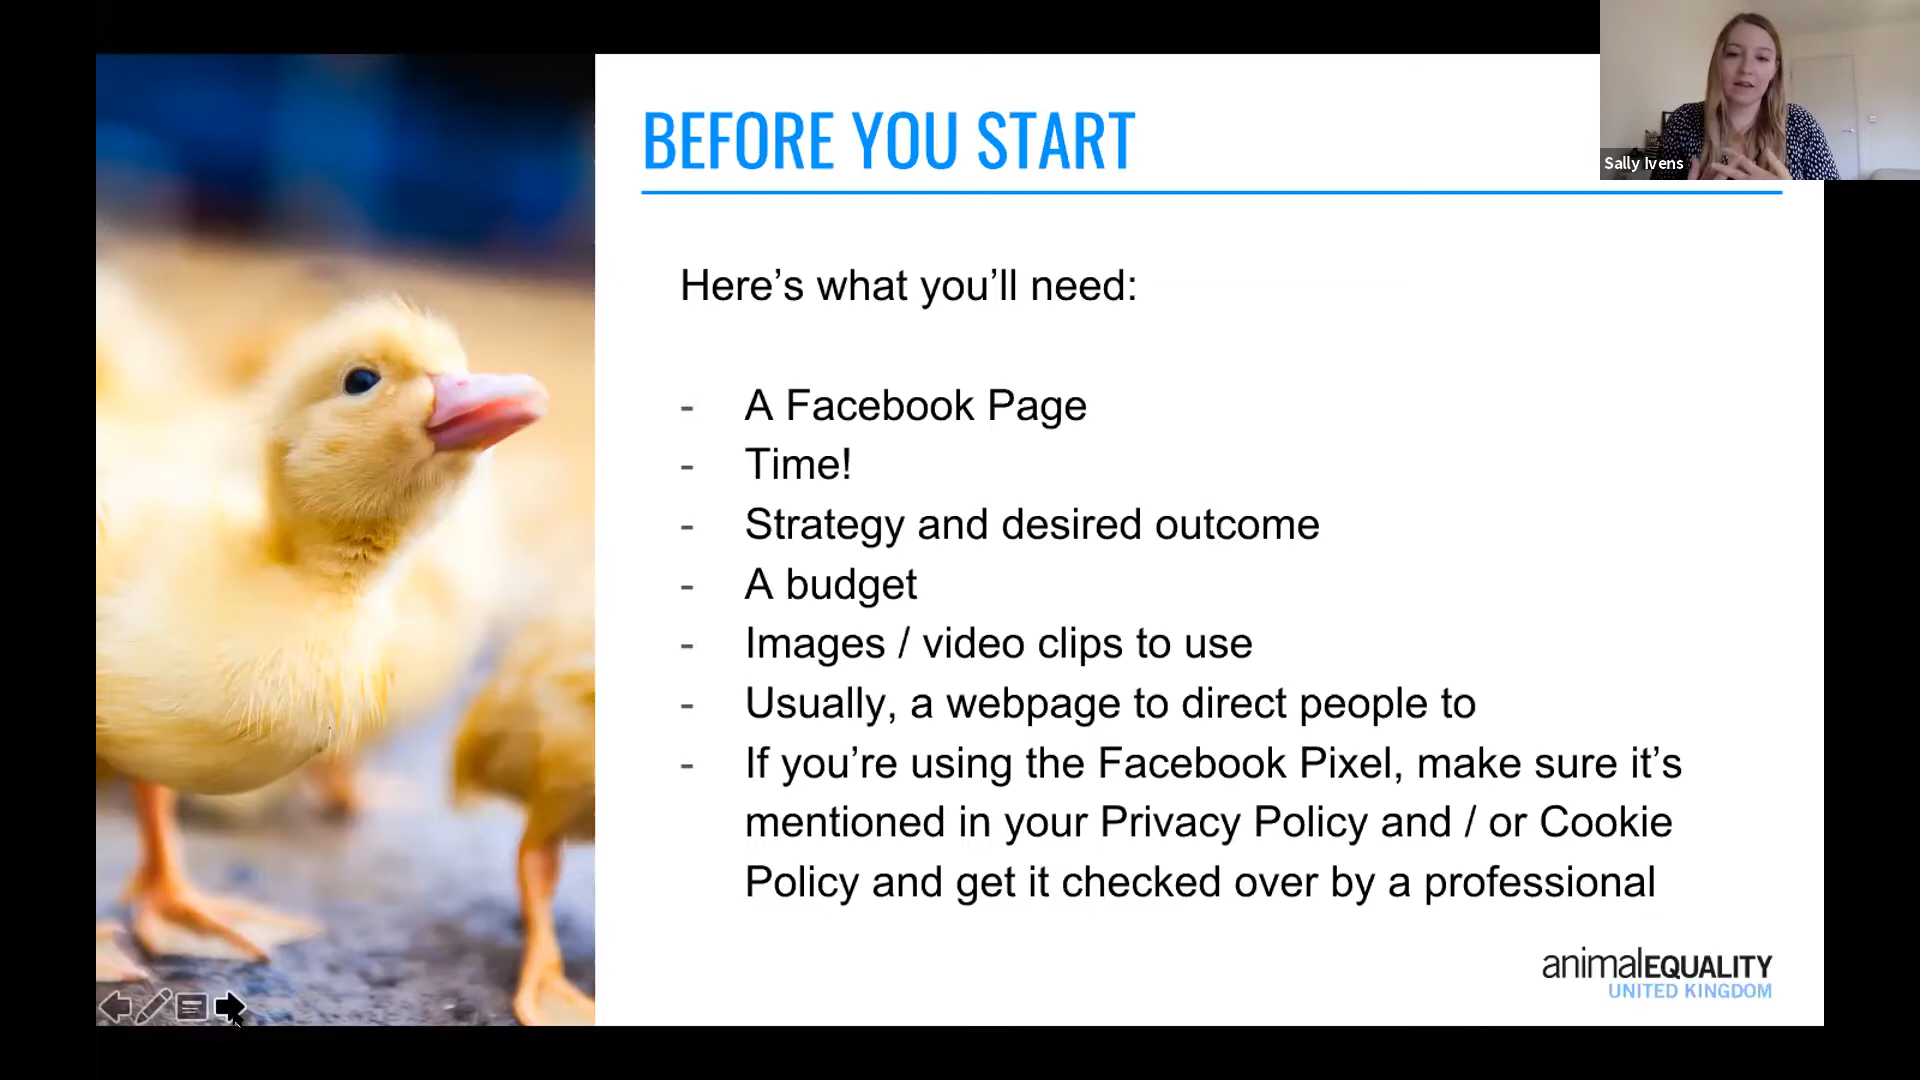 BEFORE YOU START
Sally Ivens
Here’s what you’ll need:
- A Facebook Page
- Time!
- Strategy and desired outcome
- A budget
- Images / video clips to use
- Usually, a webpage to direct people to
- If you’re using the Facebook Pixel, make sure it’s
mentioned in your Privacy Policy and / or Cookie
Policy and get it checked over by a professional
animalEQUALITY
UNITED KINGDOM